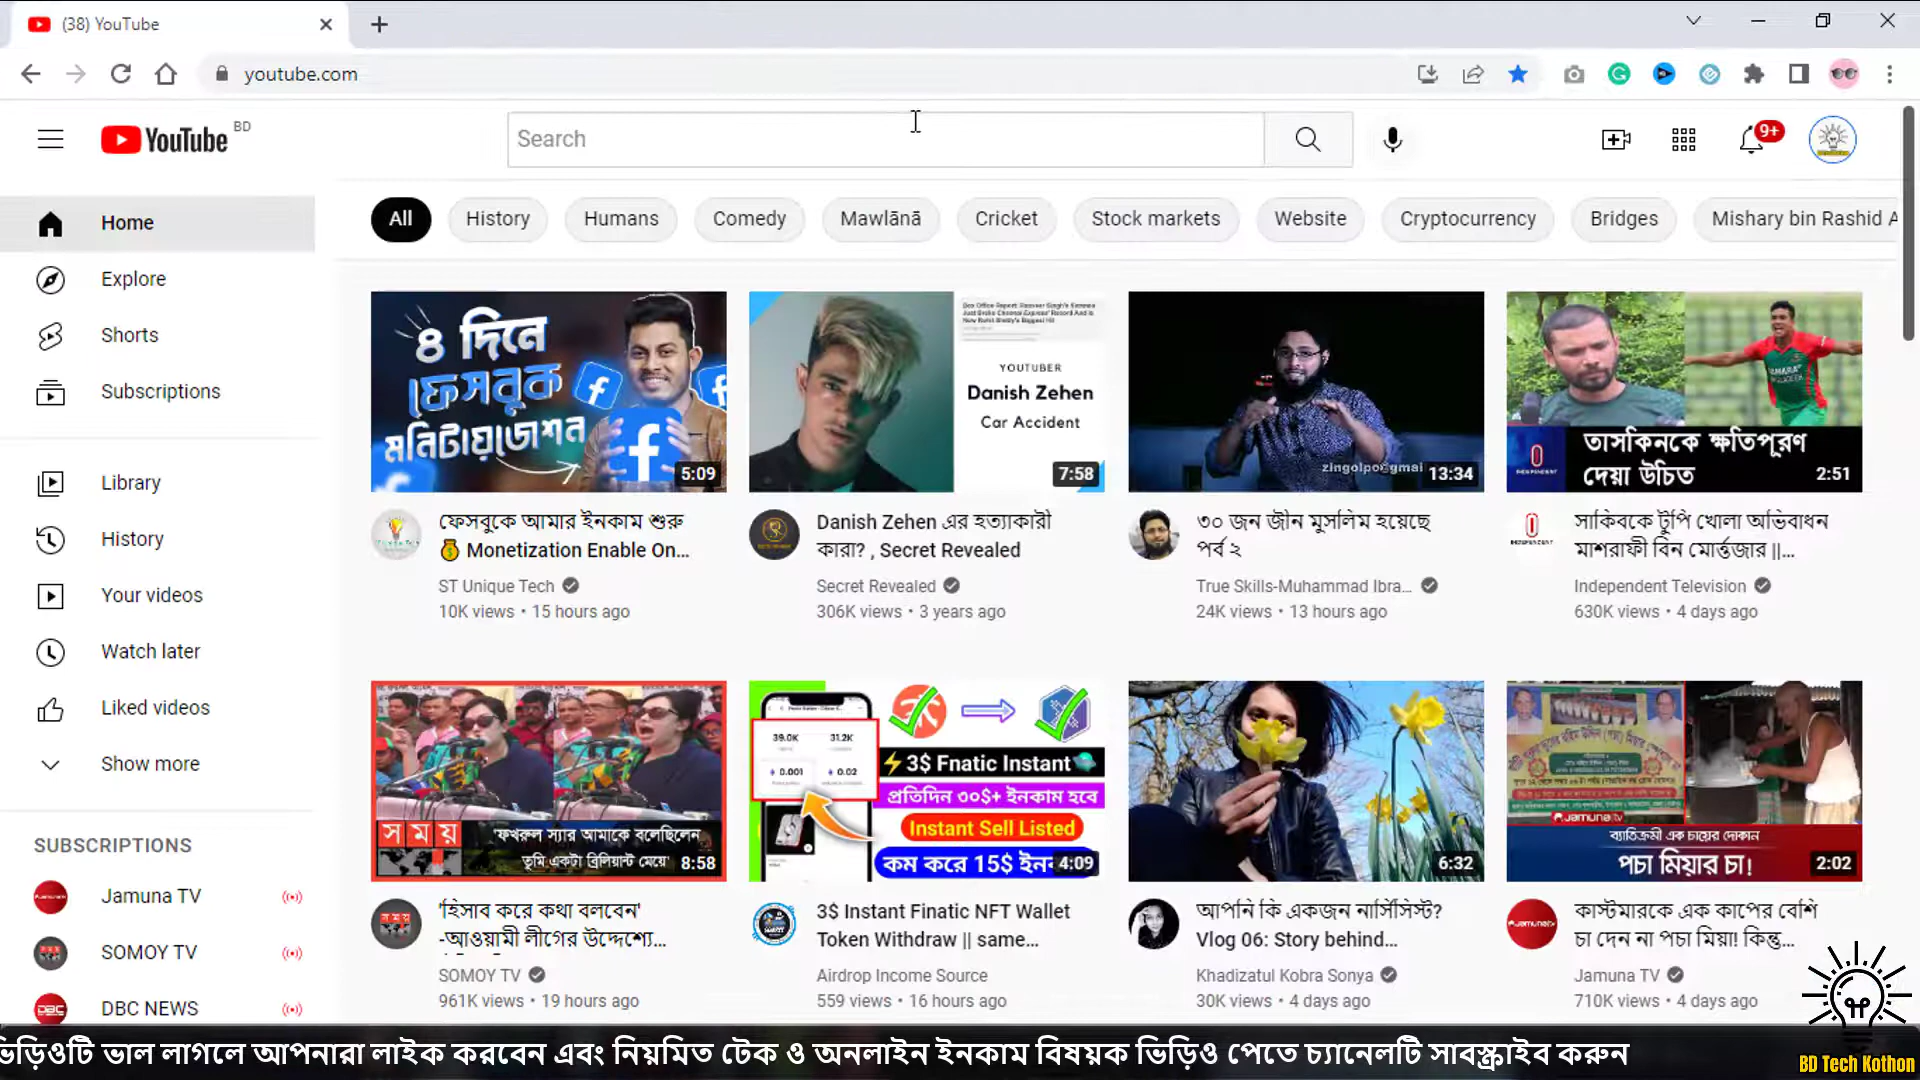 (38) YouTube
youtube.com
YouTube BD
Search
9+
Home
Explore
Shorts
Subscriptions
Library
History
Your videos
Watch later
Liked videos
Show more
SUBSCRIPTIONS
Jamuna TV
SOMOY TV
DBC NEWS
All
History
Humans
Comedy
Mawlānā
Cricket
Stock markets
Website
Cryptocurrency
Bridges
Mishary bin Rashid A
৪ দিনে
ফেসবুক
মনিটায়জেশন
5:09
YOUTUBER
Danish Zehen
Car Accident
7:58
zingolpo@gmai
13:34
তাসকিনকে ক্ষতিপূরণ
দেয়া উচিত
INDEPENDENT
2:51
ফেসবুকে আমার ইনকাম শুরু
Monetization Enable On...
ST Unique Tech
10K views • 15 hours ago
Danish Zehen এর হত্যাকারী
কারা? , Secret Revealed
Secret Revealed
306K views • 3 years ago
৩০ জন জীন মুসলিম হয়েছে
পর্ব ২
True Skills-Muhammad Ibra...
24K views • 13 hours ago
সাকিবকে টুপি খোলা অভিবাধন
মাশরাফী বিন মোর্ত্তজার ||...
Independent Television
630K views • 4 days ago
সময়
'ফখরুল স্যার আমাকে বলেছিলেন
তুমি একটা ব্রিলিয়ান্ট মেয়ে'
8:58
39.0K
31.2K
0.001
0.02
3$ Fnatic Instant
প্রতিদিন ৩০$+ ইনকাম হবে
Instant Sell Listed
কম করে 15$ ইন
4:09
6:32
Jamuna tv
ব্যাতিক্রমী এক চায়ের দোকান
পচা মিয়ার চা!
2:02
'হিসাব করে কথা বলবেন'
-আওয়ামী লীগের উদ্দেশ্যে...
SOMOY TV
961K views • 19 hours ago
3$ Instant Finatic NFT Wallet
Token Withdraw || same...
Airdrop Income Source
559 views • 16 hours ago
আপনি কি একজন নার্সিসিস্ট?
Vlog 06: Story behind...
Khadizatul Kobra Sonya
30K views • 4 days ago
কাস্টমারকে এক কাপের বেশি
চা দেন না পচা মিয়া! কিন্তু...
Jamuna TV
710K views • 4 days ago
ভিডিওটি ভাল লাগলে আপনারা লাইক করবেন এবং নিয়মিত টেক ও অনলাইন ইনকাম বিষয়ক ভিডিও পেতে চ্যানেলটি সাবস্ক্রাইব করুন
BD Tech Kothon